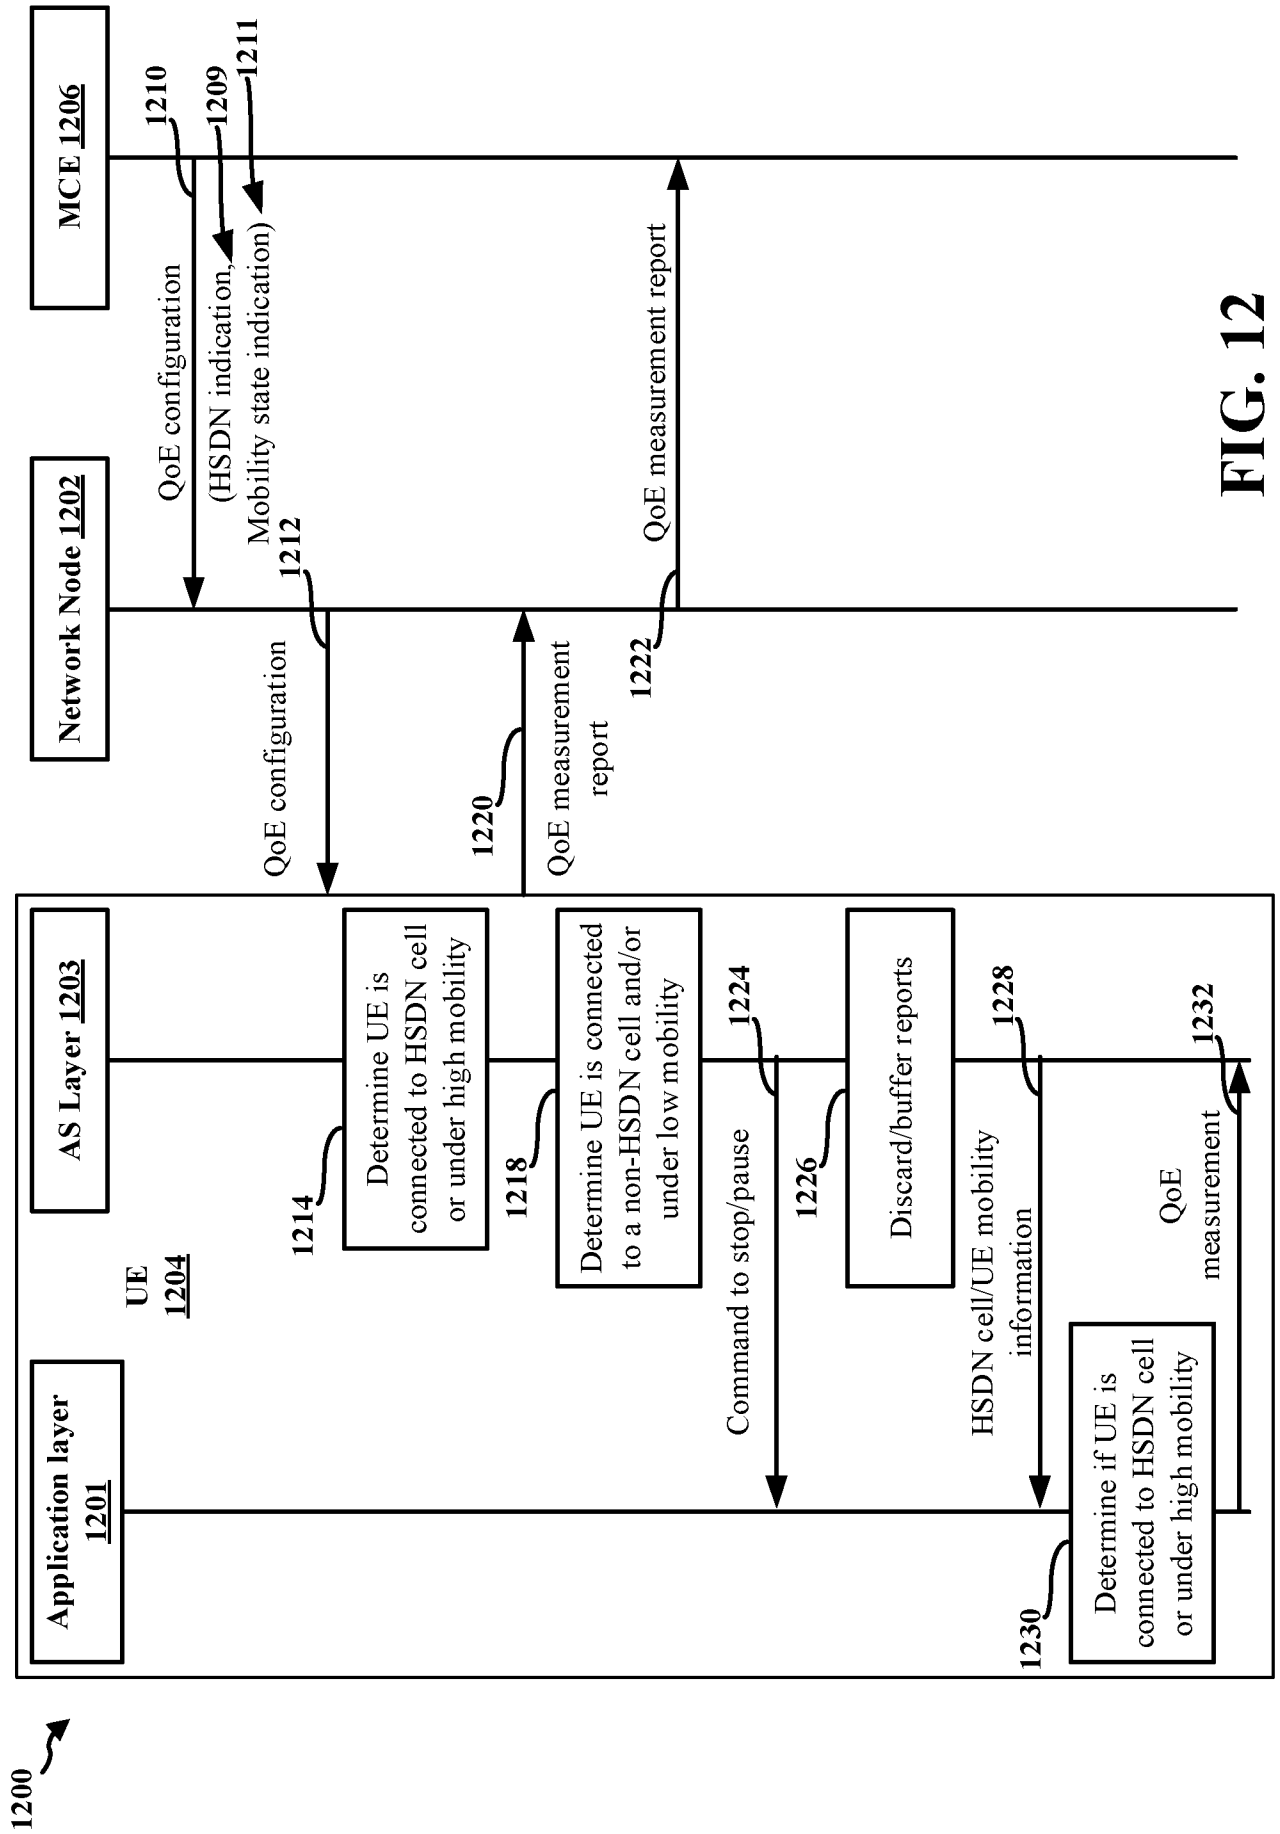 1200
Application layer
1201
UE
1204
AS Layer 1203
Network Node 1202
MCE 1206
1210
QoE configuration
1209
(HSDN indication,
1211
Mobility state indication)
1212
QoE configuration
1214
Determine UE is
connected to HSDN cell
or under high mobility
1220
QoE measurement
report
1218
Determine UE is connected
to a non-HSDN cell and/or
under low mobility
1222
QoE measurement report
1224
Command to stop/pause
1226
Discard/buffer reports
1228
HSDN cell/UE mobility
information
1230
Determine if UE is
connected to HSDN cell
or under high mobility
1232
QoE
measurement
FIG. 12